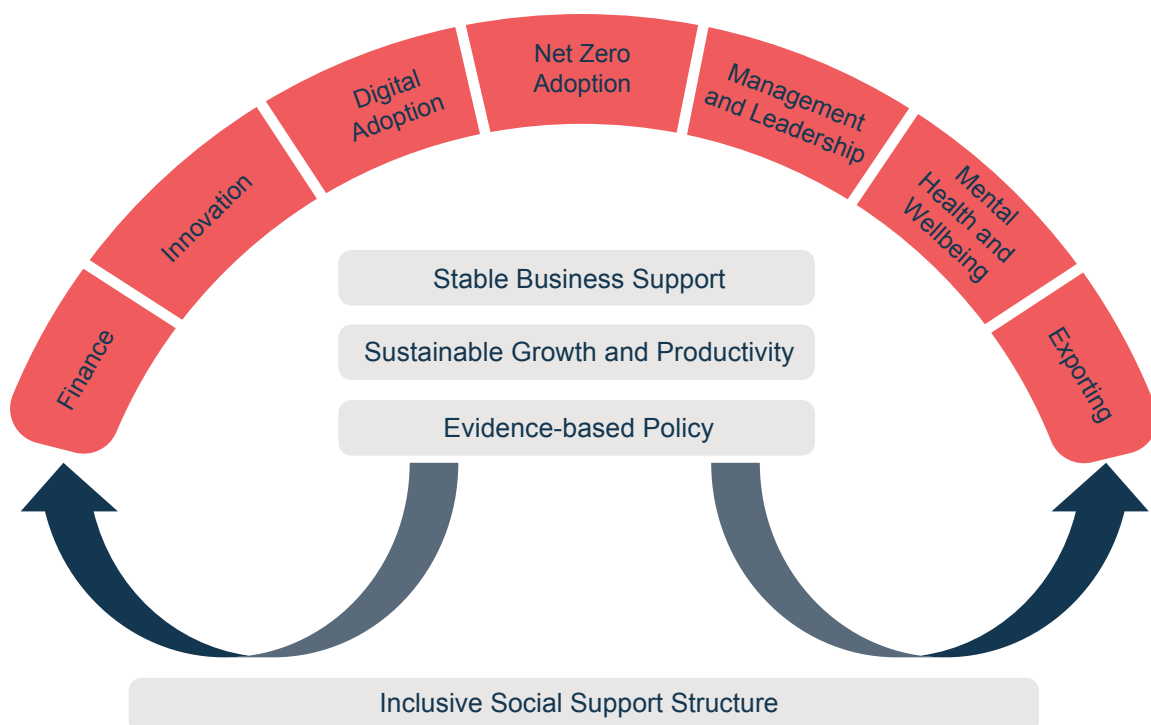 Finance
Innovation
Digital
Adoption
Net Zero
Adoption
Management
and Leadership
Mental
Health and
Wellbeing
Exporting
Stable Business Support
Sustainable Growth and Productivity
Evidence-based Policy
Inclusive Social Support Structure